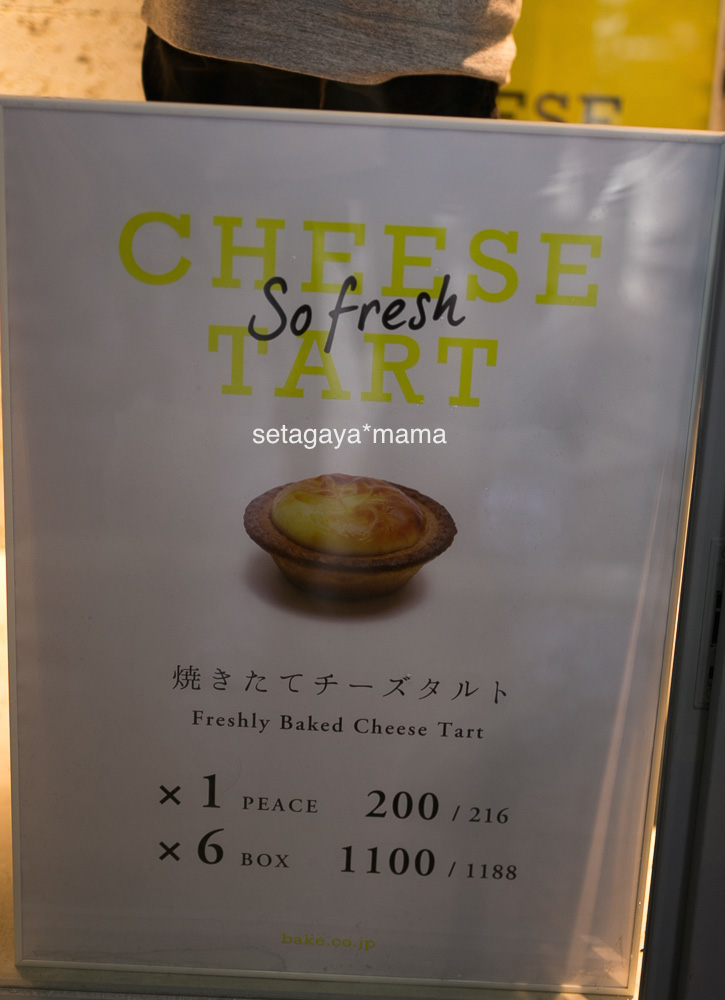 ESE
CHEESE
So fresh
TART
setagaya*mama
焼きたてチーズタルト
Freshly Baked Cheese Tart
× 1 PEACE 200 / 216
× 6 BOX 1100 / 1188
bake.co.jp